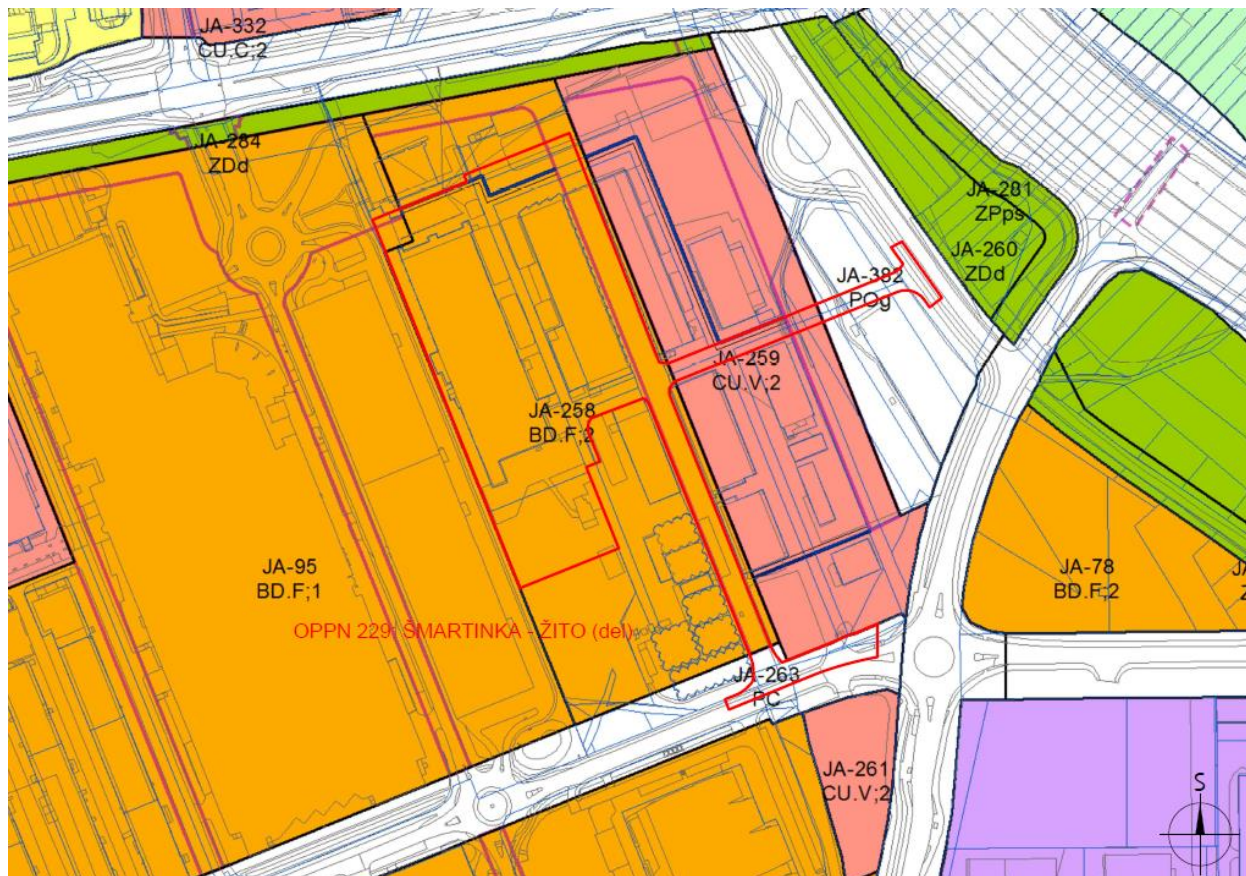 JA-332
CU.C;2
JA-284
ZDd
JA-281
ZPps
JA-260
ZDd
JA-382
POg
JA-259
CU.V;2
JA-258
BD.F;2
JA-95
BD.F;1
JA-78
BD.F;2
OPPN 229: ŠMARTINKA - ŽITO (del)
JA-263
PC
JA-261
CU.V;2
S